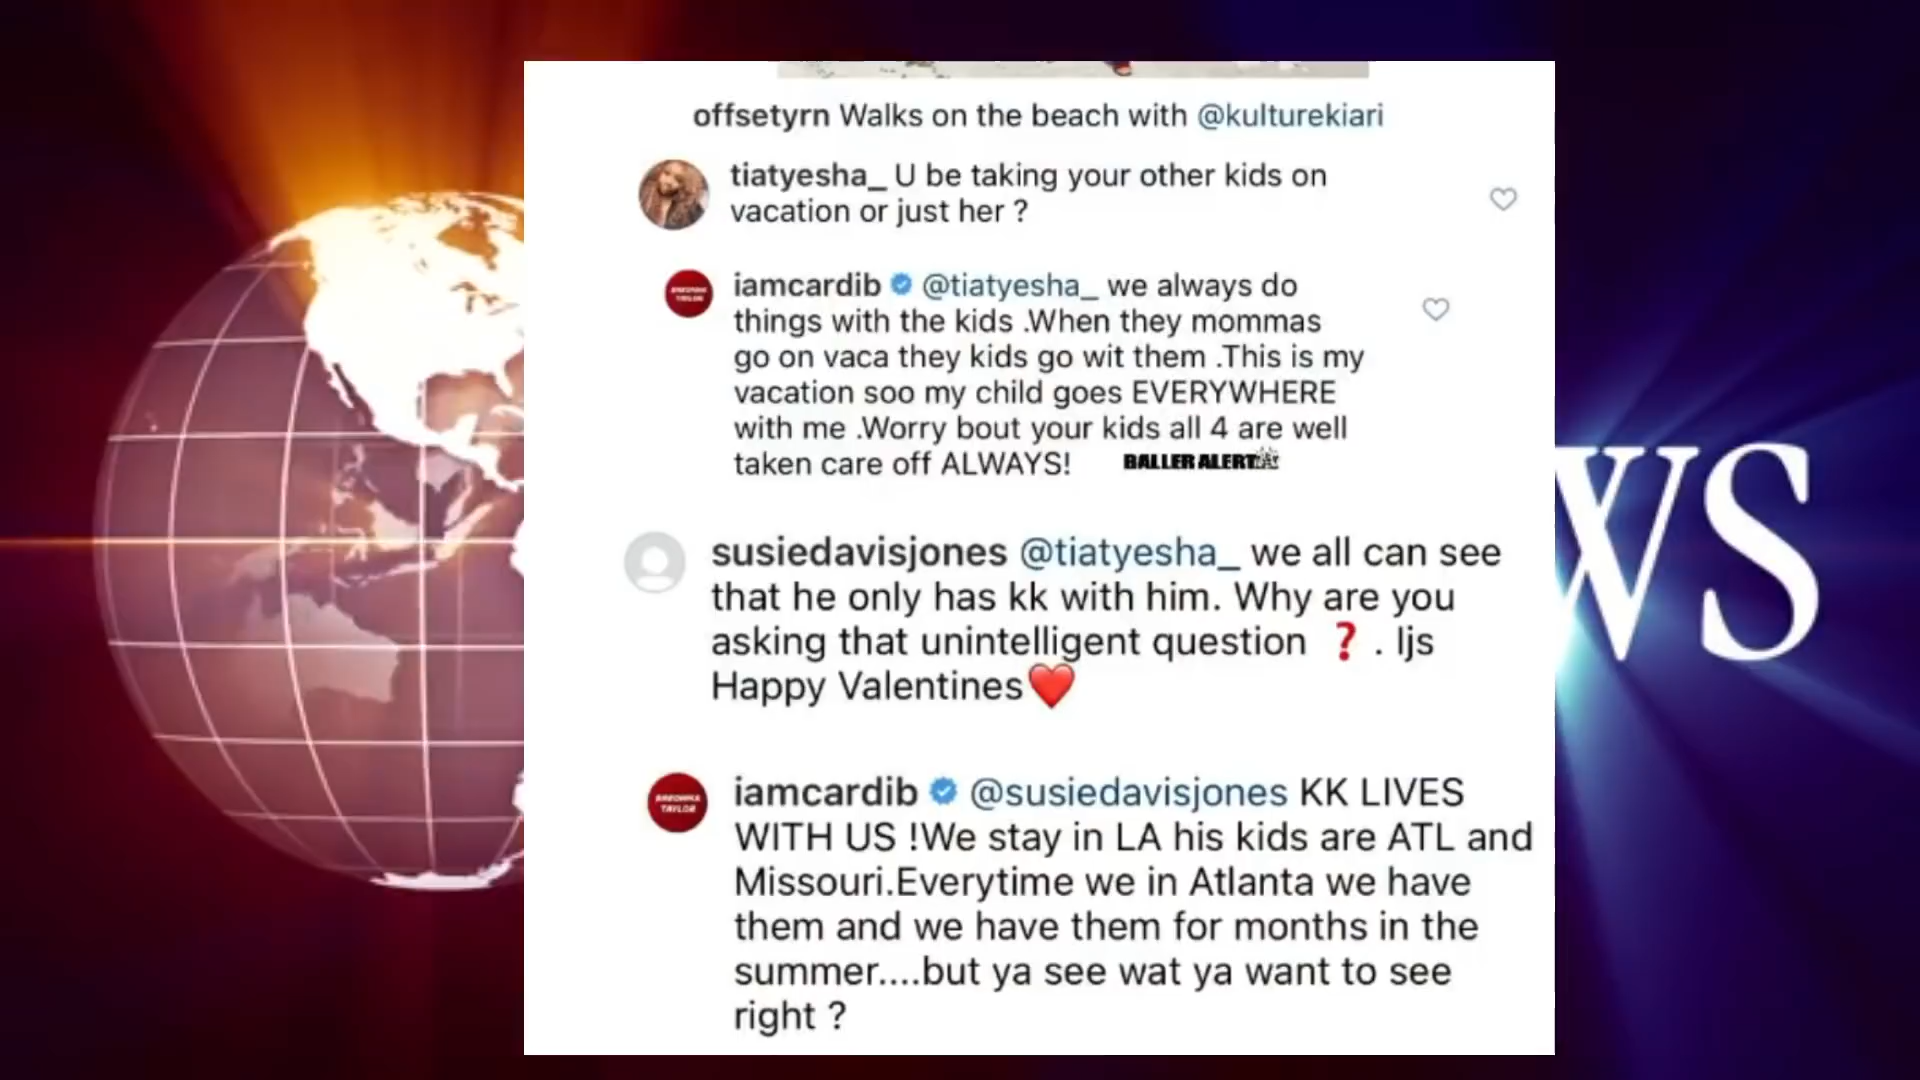 offsetyrn Walks on the beach with @kulturekiari
tiatyesha_ U be taking your other kids on
vacation or just her ?
iamcardib @tiatyesha_ we always do
things with the kids .When they mommas
go on vaca they kids go wit them .This is my
vacation soo my child goes EVERYWHERE
with me .Worry bout your kids all 4 are well
taken care off ALWAYS!
BALLER ALERT
susiedavisjones @tiatyesha_ we all can see
that he only has kk with him. Why are you
asking that unintelligent question ❓ . Ijs
Happy Valentines❤️
BREONNA
TAYLOR
iamcardib @susiedavisjones KK LIVES
WITH US !We stay in LA his kids are ATL and
Missouri.Everytime we in Atlanta we have
them and we have them for months in the
summer....but ya see wat ya want to see
right ?
WS